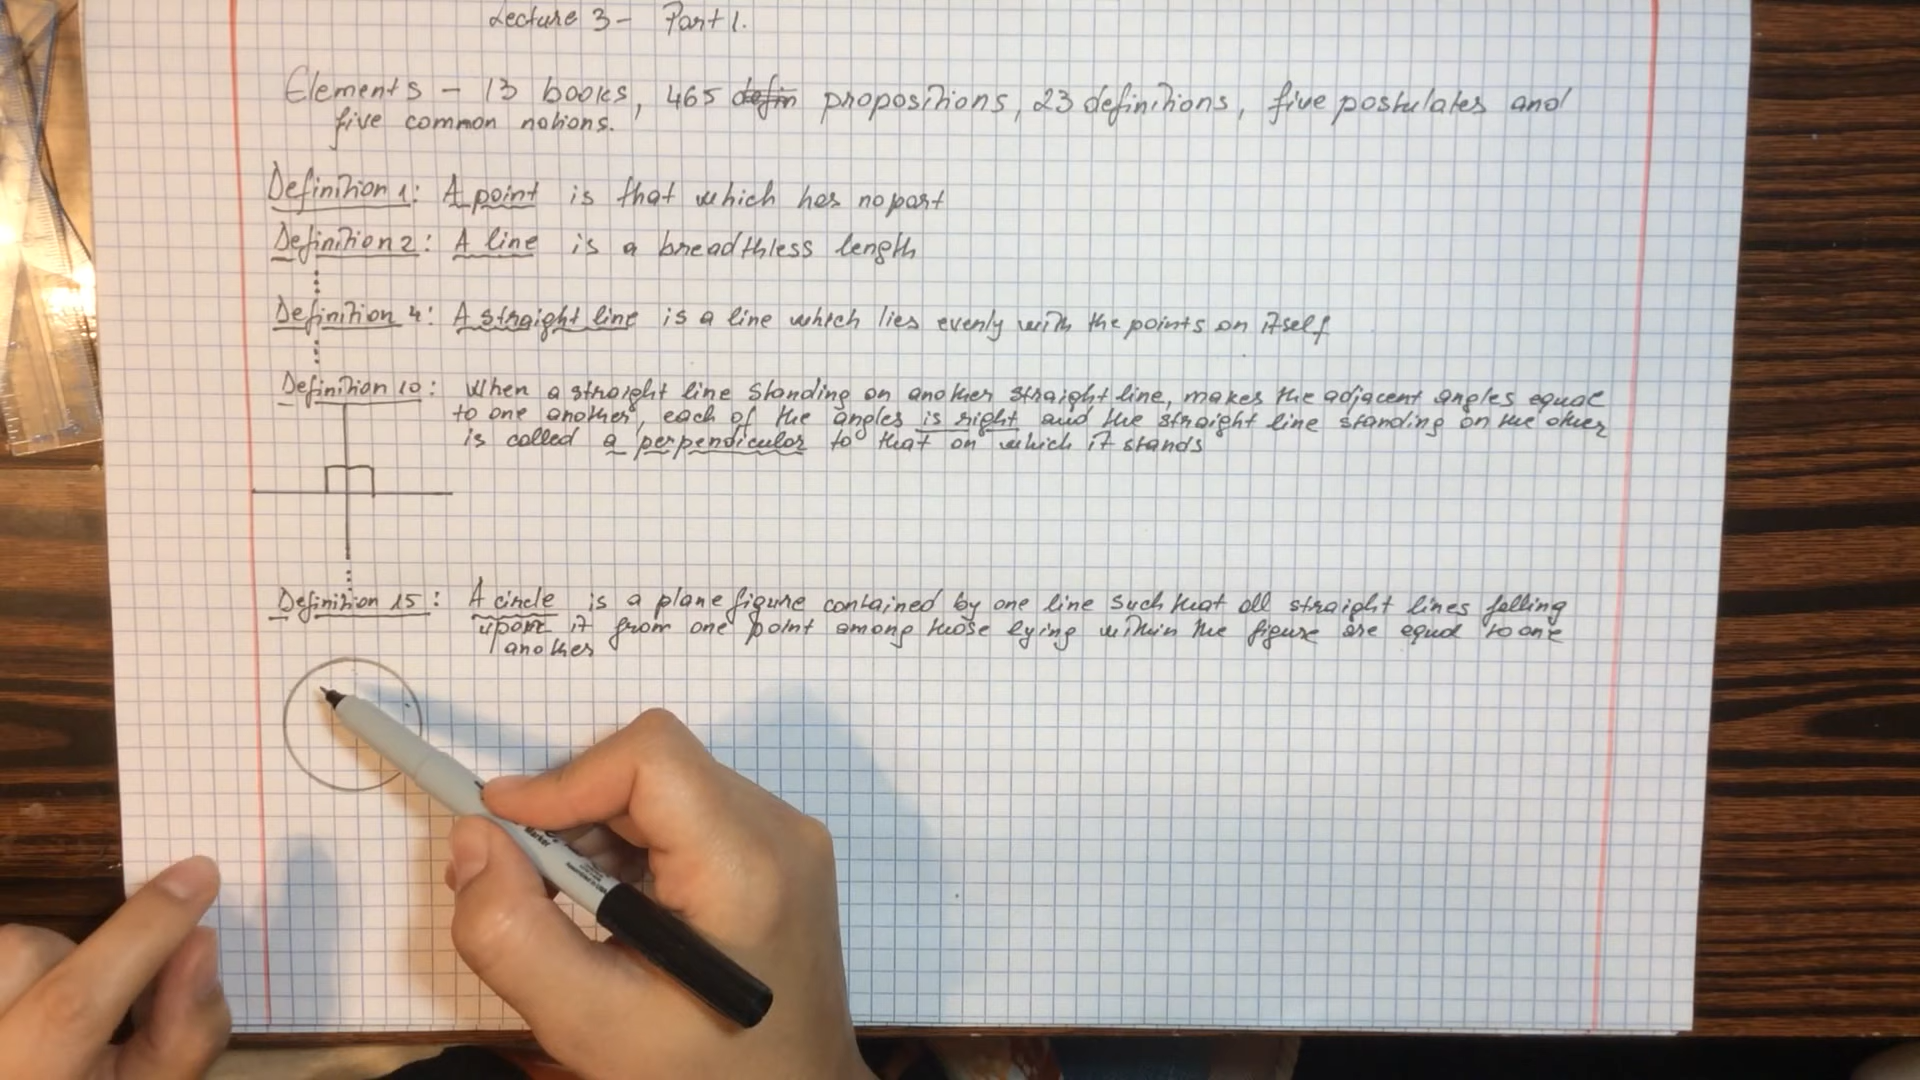 Lecture 3 - Part 1.
Elements - 13 books, 465 defin propositions, 23 definitions, five postulates and
five common notions.
Definition 1: A point is that which has no part
Definition 2: A line is a breadthless length
Definition 4: A straight line is a line which lies evenly with the points on itself
Definition 10: When a straight line standing on another straight line, makes the adjacent angles equal
to one another, each of the angles is right and the straight line standing on the other
is called a perpendicular to that on which it stands
Definition 15: A circle is a plane figure contained by one line such that all straight lines falling
upon it from one point among those lying within the figure are equal to one
another
Marker